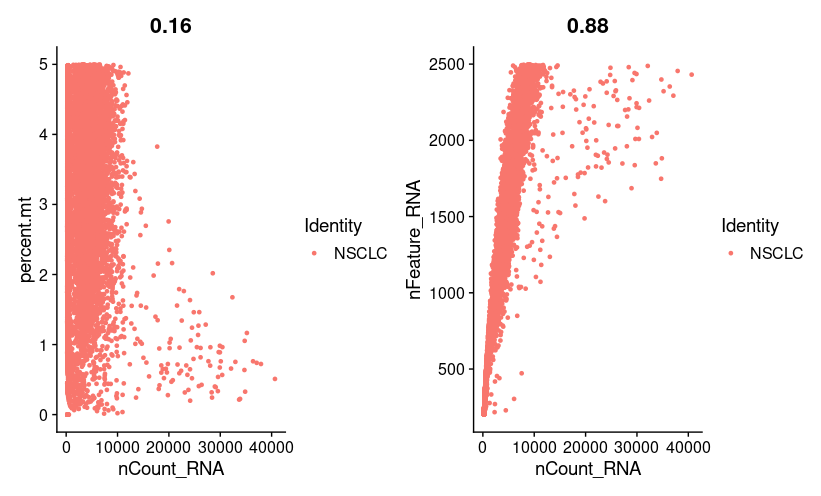 0.16
percent.mt
5
4
3
2
1
0
0 10000 20000 30000 40000
nCount_RNA
Identity
NSCLC
0.88
nFeature_RNA
2500
2000
1500
1000
500
0 10000 20000 30000 40000
nCount_RNA
Identity
NSCLC